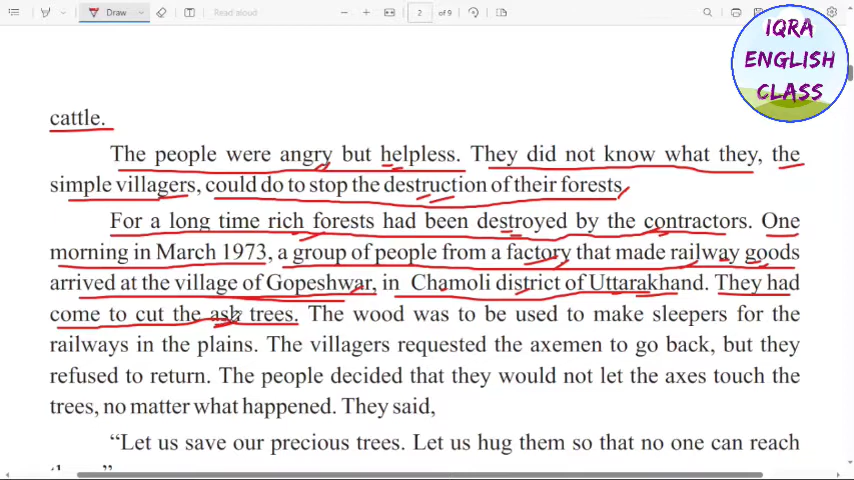 Draw
Read aloud
2
of 9
IQRA
ENGLISH
CLASS
cattle.
The people were angry but helpless. They did not know what they, the
simple villagers, could do to stop the destruction of their forests
For a long time rich forests had been destroyed by the contractors. One
morning in March 1973, a group of people from a factory that made railway goods
arrived at the village of Gopeshwar, in Chamoli district of Uttarakhand. They had
come to cut the ash trees. The wood was to be used to make sleepers for the
railways in the plains. The villagers requested the axemen to go back, but they
refused to return. The people decided that they would not let the axes touch the
trees, no matter what happened. They said,
“Let us save our precious trees. Let us hug them so that no one can reach